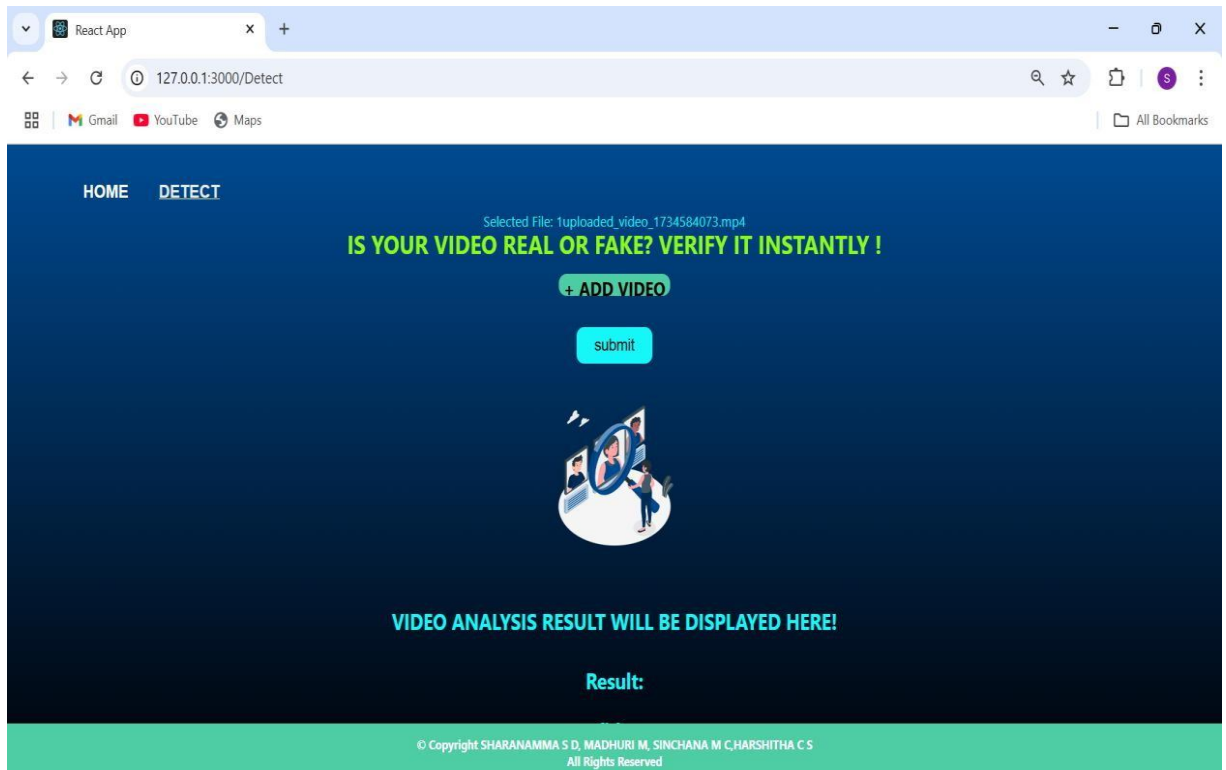 React App
127.0.0.1:3000/Detect
S
Gmail YouTube Maps All Bookmarks
HOME DETECT
Selected File: 1uploaded_video_1734584073.mp4
IS YOUR VIDEO REAL OR FAKE? VERIFY IT INSTANTLY !
+ ADD VIDEO
submit
VIDEO ANALYSIS RESULT WILL BE DISPLAYED HERE!
Result:
© Copyright SHARANAMMA S D, MADHURI M, SINCHANA M C,HARSHITHA C S
All Rights Reserved